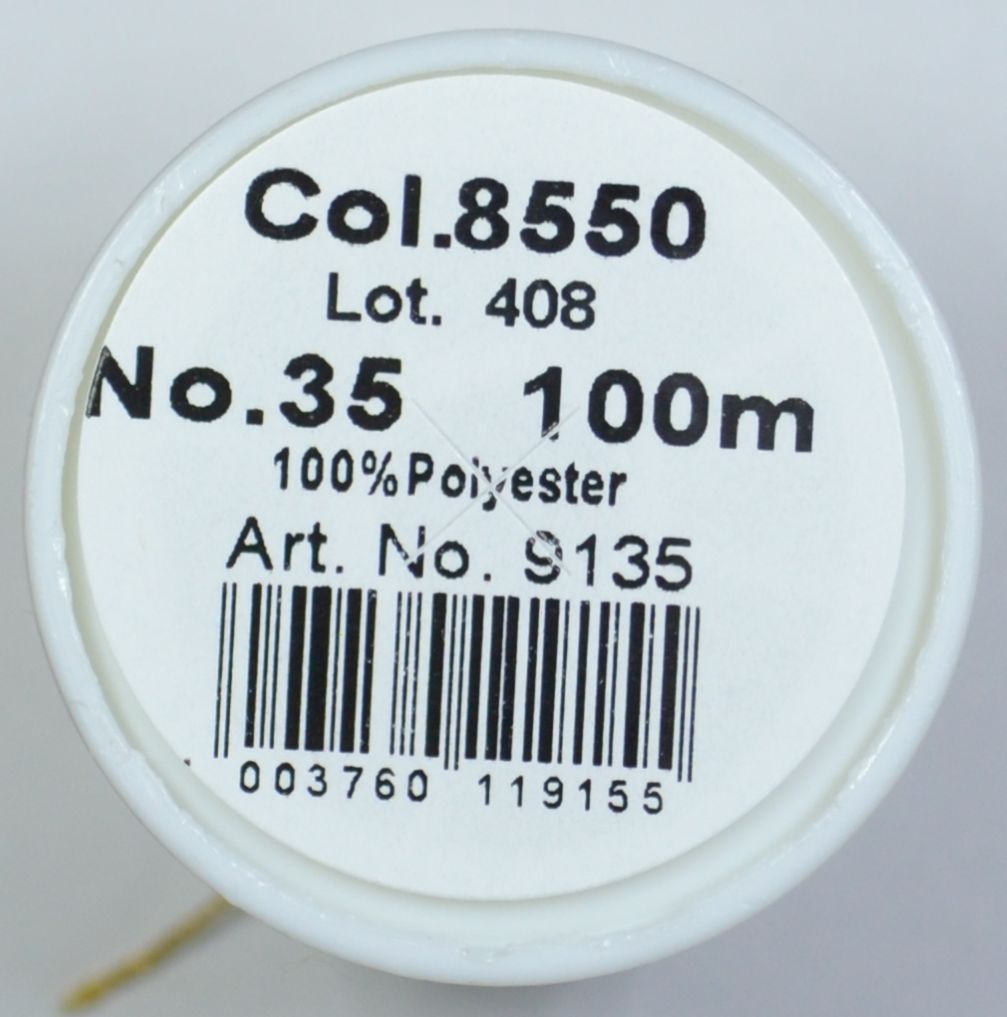 Col.8550
Lot. 408
No.35 100m
100%Polyester
Art. No. 9135
003760 119155